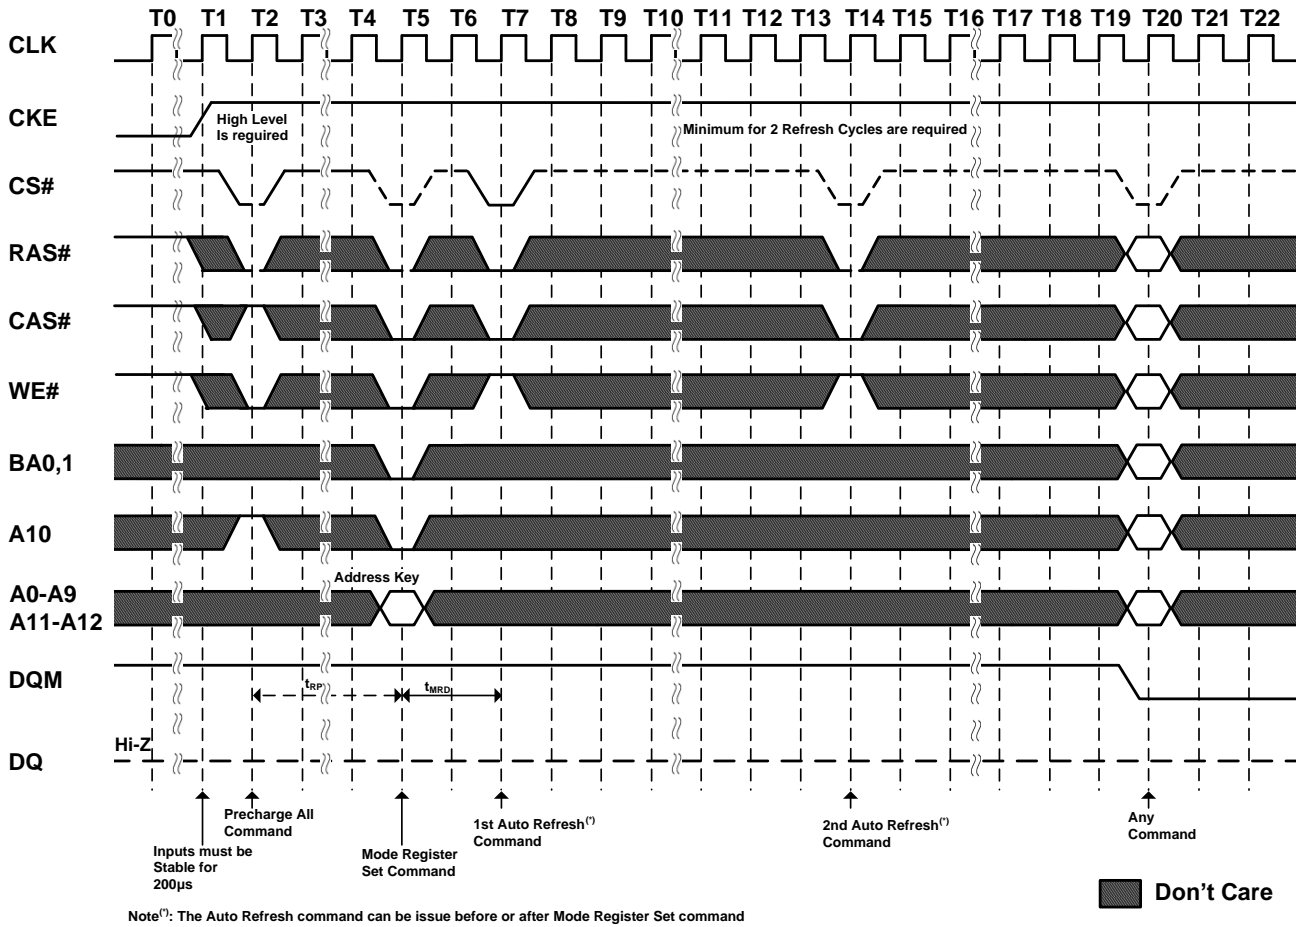 T0 T1 T2 T3 T4 T5 T6 T7 T8 T9 T10 T11 T12 T13 T14 T15 T16 T17 T18 T19 T20 T21 T22
CLK
CKE
High Level
Is reguired
Minimum for 2 Refresh Cycles are required
CS#
RAS#
CAS#
WE#
BA0,1
A10
Address Key
A0-A9
A11-A12
DQM
tRP
tMRD
Hi-Z
DQ
Precharge All
Command
Inputs must be
Stable for
200µs
Mode Register
Set Command
1st Auto Refresh(*)
Command
2nd Auto Refresh(*)
Command
Any
Command
Don't Care
Note(*): The Auto Refresh command can be issue before or after Mode Register Set command